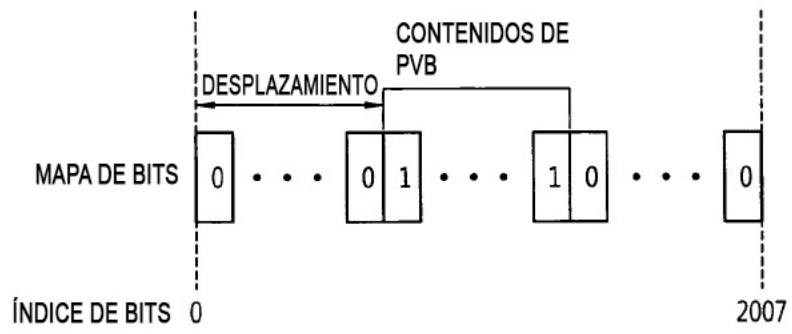 CONTENIDOS DE
PVB
DESPLAZAMIENTO
MAPA DE BITS 0 • • • 0 1 • • • 1 0 • • • 0
ÍNDICE DE BITS 0 2007